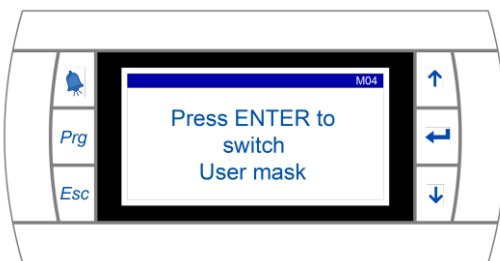 M04
Prg
Esc
Press ENTER to
switch
User mask